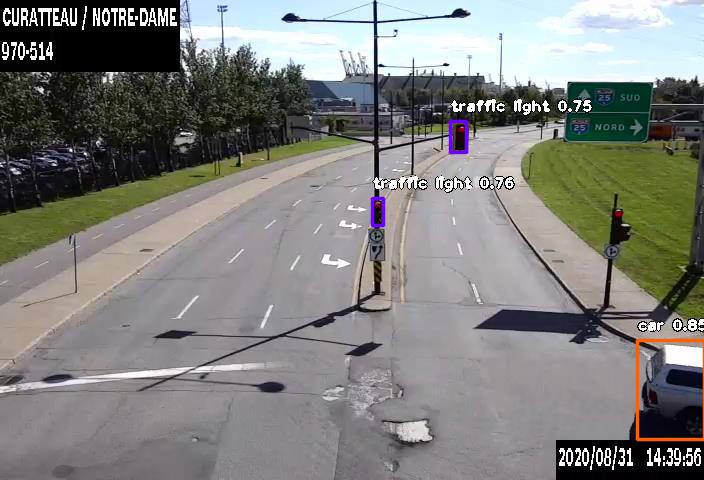 CURATTEAU / NOTRE-DAME
970-514
traffic light 0.75
25 SUD
25 NORD
traffic light 0.76
car 0.85
2020/08/31 14:39:56